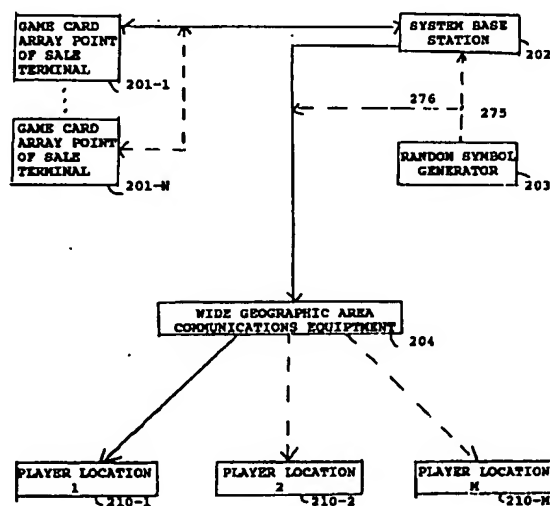 GAME CARD
ARRAY POINT
OF SALE
TERMINAL
201-1
GAME CARD
ARRAY POINT
OF SALE
TERMINAL
201-N
SYSTEM BASE
STATION
202
276
275
RANDOM SYMBOL
GENERATOR
203
WIDE GEOGRAPHIC AREA
COMMUNICATIONS EQUIPTMENT
204
PLAYER LOCATION
1
210-1
PLAYER LOCATION
2
210-2
PLAYER LOCATION
M
210-M